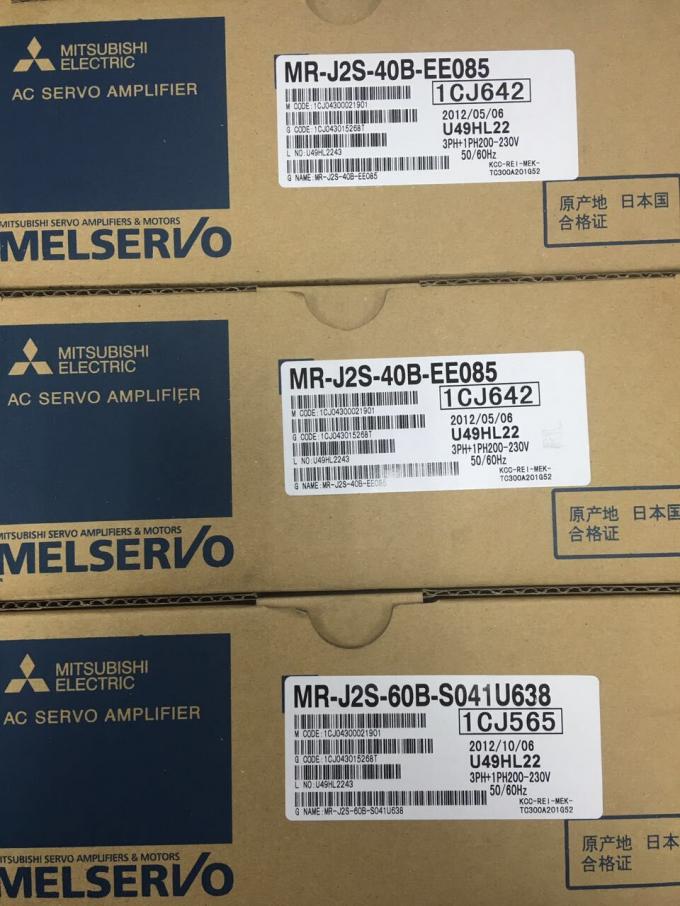 MITSUBISHI
ELECTRIC
AC SERVO AMPLIFIER
MITSUBISHI SERVO AMPLIFIERS & MOTORS
MELSERVO
MR-J2S-40B-EE085
1CJ642
M CODE:1CJ04300021901
2012/05/06
U49HL22
G CODE:1CJ043015268T
3PH+1PH200-230V
50/60Hz
L NO:U49HL2243
KCC-REI-MEK-
TC300A201G52
G NAME:MR-J2S-40B-EE085
原产地 日本国
合格证
MITSUBISHI
ELECTRIC
AC SERVO AMPLIFIER
MITSUBISHI SERVO AMPLIFIERS & MOTORS
MELSERVO
MR-J2S-40B-EE085
1CJ642
M CODE:1CJ04300021901
2012/05/06
U49HL22
G CODE:1CJ043015268T
3PH+1PH200-230V
50/60Hz
L NO:U49HL2243
KCC-REI-MEK-
TC300A201G52
G NAME:MR-J2S-40B-EE085
原产地 日本国
合格证
MITSUBISHI
ELECTRIC
AC SERVO AMPLIFIER
MITSUBISHI SERVO AMPLIFIERS & MOTORS
MELSERVO
MR-J2S-60B-S041U638
1CJ565
M CODE:1CJ04300021901
2012/10/06
U49HL22
G CODE:1CJ043015268T
3PH+1PH200-230V
50/60Hz
L NO:U49HL2243
KCC-REI-MEK-
TC300A201G52
G NAME:MR-J2S-60B-S041U638
原产地 日本
合格证